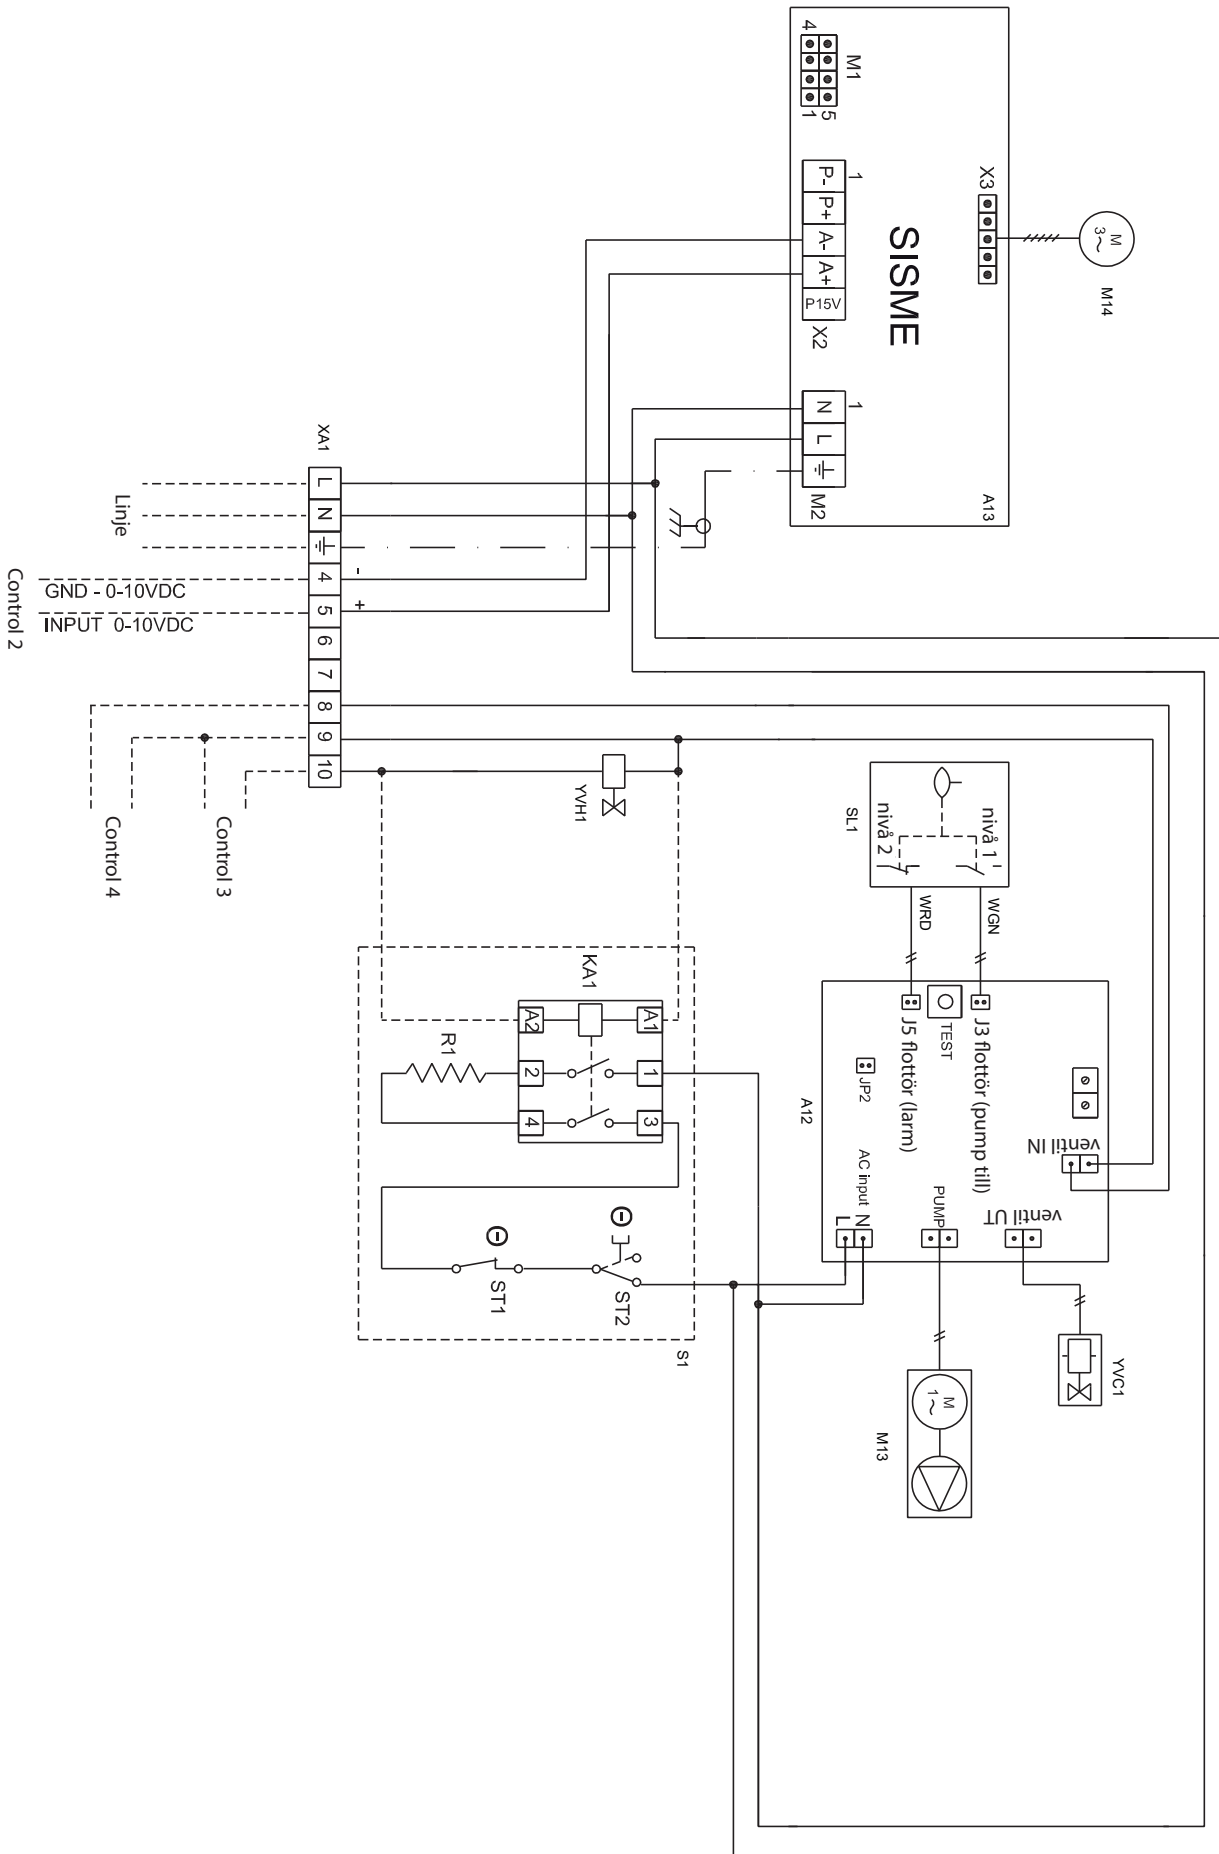 4
M1
1 5
1
P-
P+
A-
A+
P15V
X2
SISME
X3
M
3~
M14
1
N
L
M2
A13
XA1
L
N
4
5
6
7
8
9
10
-
+
Linje
GND - 0-10VDC
INPUT 0-10VDC
Control 2
Control 3
Control 4
YVH1
nivå 1
nivå 2
SL1
WRD
WGN
J3 flottör (pump till)
TEST
J5 flottör (larm)
JP2
A12
ventil IN
ventil UT
PUMP
AC input
N
L
KA1
A1
A2
1
2
3
4
R1
ST1
ST2
S1
M
1~
M13
YVC1